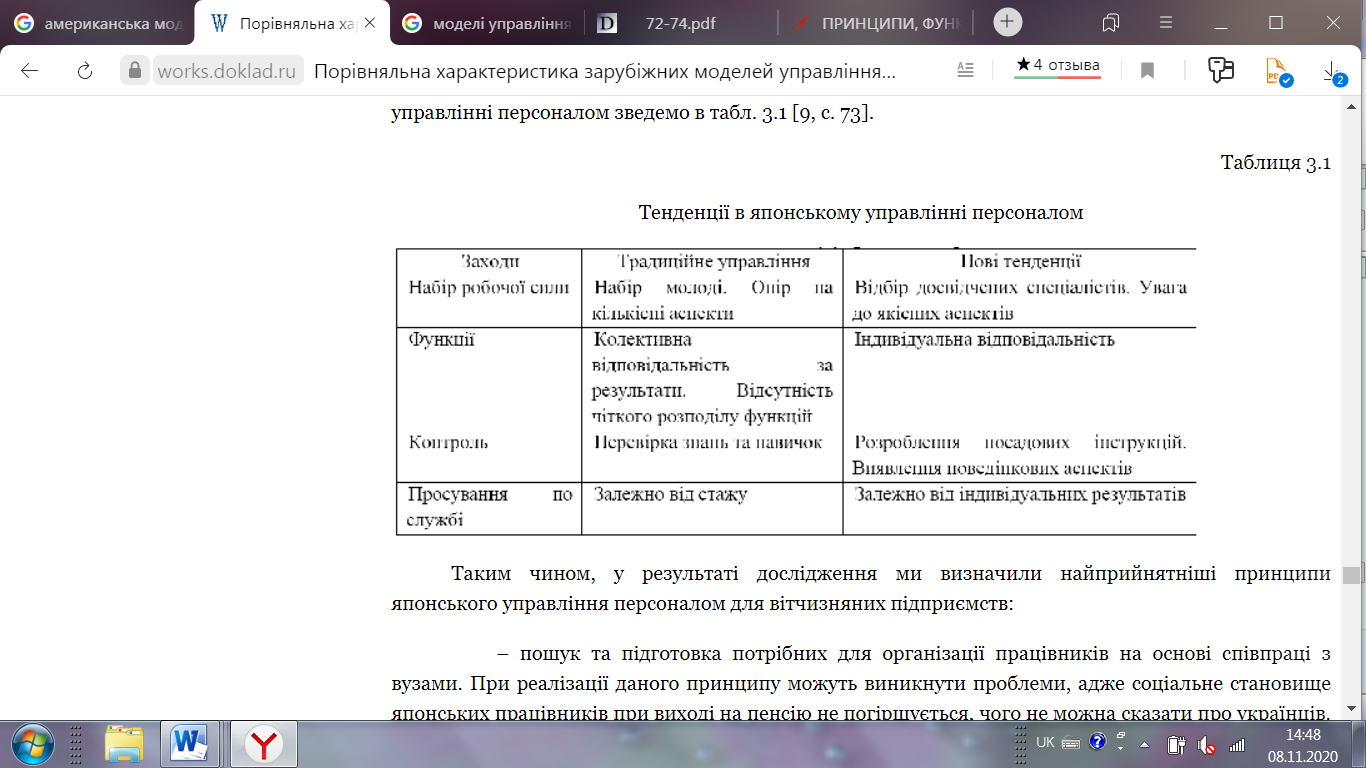 американська мод
Порівняльна ха
моделі управління
72-74.pdf
ПРИНЦИПИ, ФУН
works.doklad.ru Порівняльна характеристика зарубіжних моделей управління...
★4 отзыва
2
управлінні персоналом зведемо в табл. 3.1 [9, с. 73].
Таблиця 3.1
Тенденції в японському управлінні персоналом
Заходи
Традиційне управління
Нові тенденції
Набір робочої сили
Набір молоді. Опір на
кількісні аспекти
Відбір досвідчених спеціалістів. Увага
до якісних аспектів
Функції
Колективна
відповідальність за
результати. Відсутність
чіткого розподілу функцій
Індивідуальна відповідальність
Контроль
Перевірка знань та навичок
Розроблення посадових інструкцій.
Виявлення поведінкових аспектів
Просування по
службі
Залежно від стажу
Залежно від індивідуальних результатів
Таким чином, у результаті дослідження ми визначили найприйнятніші принципи
японського управління персоналом для вітчизняних підприємств:
– пошук та підготовка потрібних для організації працівників на основі співпраці з
вузами. При реалізації даного принципу можуть виникнути проблеми, адже соціальне становище
японських працівників при виході на пенсію не погіршується, чого не можна сказати про українців.
UK
14:48
08.11.2020